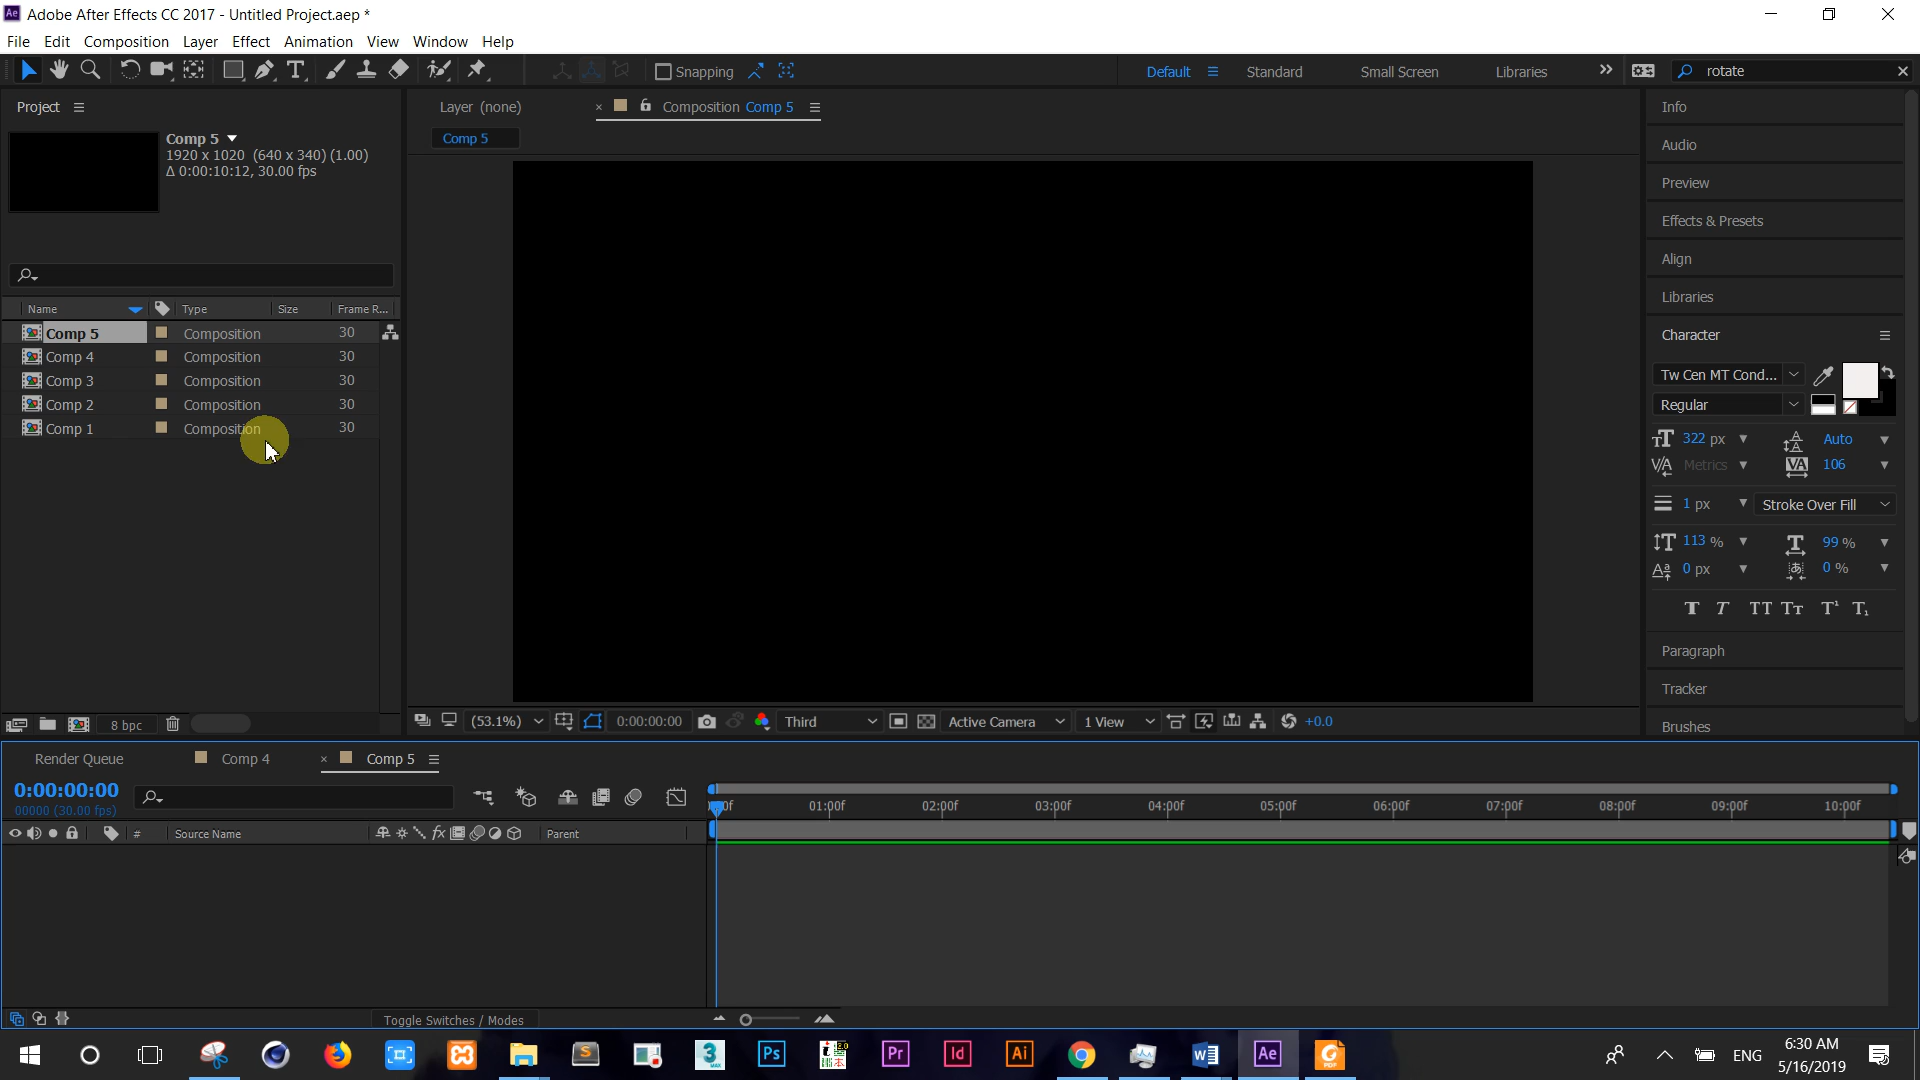 Adobe After Effects CC 2017 - Untitled Project.aep *
File Edit Composition Layer Effect Animation View Window Help
Snapping Default Standard Small Screen Libraries rotate
Project
Layer (none) Composition Comp 5
Comp 5
Comp 5
1920 x 1020 (640 x 340) (1.00)
Δ 0:00:10:12, 30.00 fps
Name Type Size Frame R...
Comp 5 Composition 30
Comp 4 Composition 30
Comp 3 Composition 30
Comp 2 Composition 30
Comp 1 Composition 30
8 bpc
(53.1%) 0:00:00:00 Third Active Camera 1 View +0.0
Info
Audio
Preview
Effects & Presets
Align
Libraries
Character
Tw Cen MT Cond...
Regular
322 px Auto
Metrics 106
1 px Stroke Over Fill
113 % 99 %
0 px 0 %
Paragraph
Tracker
Brushes
Render Queue Comp 4 Comp 5
0:00:00:00
00000 (30.00 fps)
01:00f 02:00f 03:00f 04:00f 05:00f 06:00f 07:00f 08:00f 09:00f 10:00f
# Source Name Parent
Toggle Switches / Modes
ENG
6:30 AM
5/16/2019